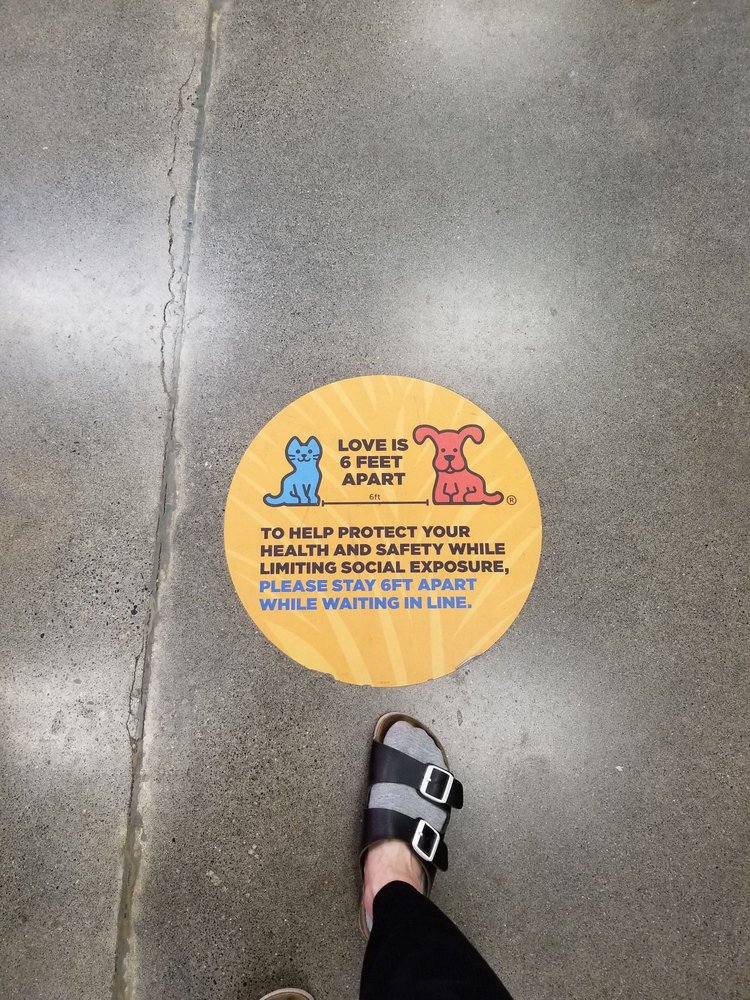 LOVE IS
6 FEET
APART
6ft
®
TO HELP PROTECT YOUR
HEALTH AND SAFETY WHILE
LIMITING SOCIAL EXPOSURE,
PLEASE STAY 6FT APART
WHILE WAITING IN LINE.